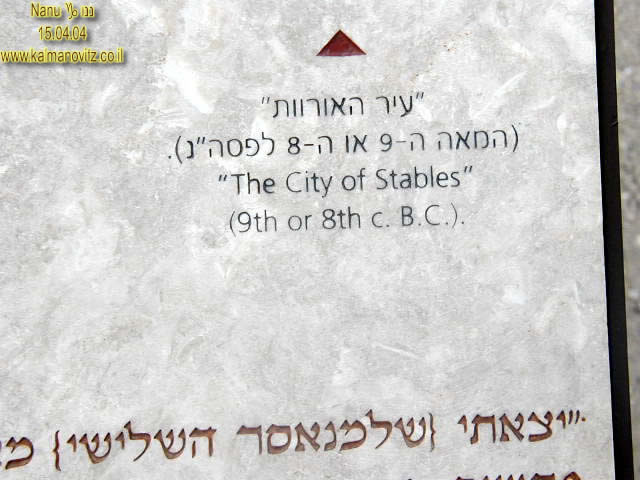 Nanu נני
15.04.04
www.kalmanovitz.co.il
"עיר האורוות"
(המאה ה-9 או ה-8 לפסה"נ).
"The City of Stables"
(9th or 8th c. B.C.).
"יצאתי {שלמנאסר השלישי}